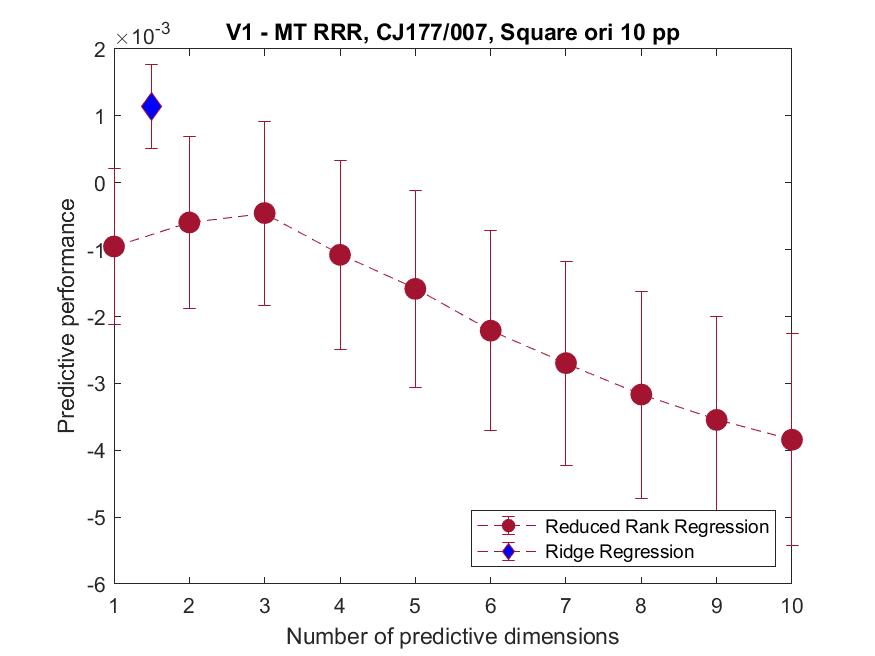 V1 - MT RRR, CJ177/007, Square ori 10 pp
×10⁻³
2
1
0
-1
-2
-3
-4
-5
-6
Predictive performance
Reduced Rank Regression
Ridge Regression
1 2 3 4 5 6 7 8 9 10
Number of predictive dimensions